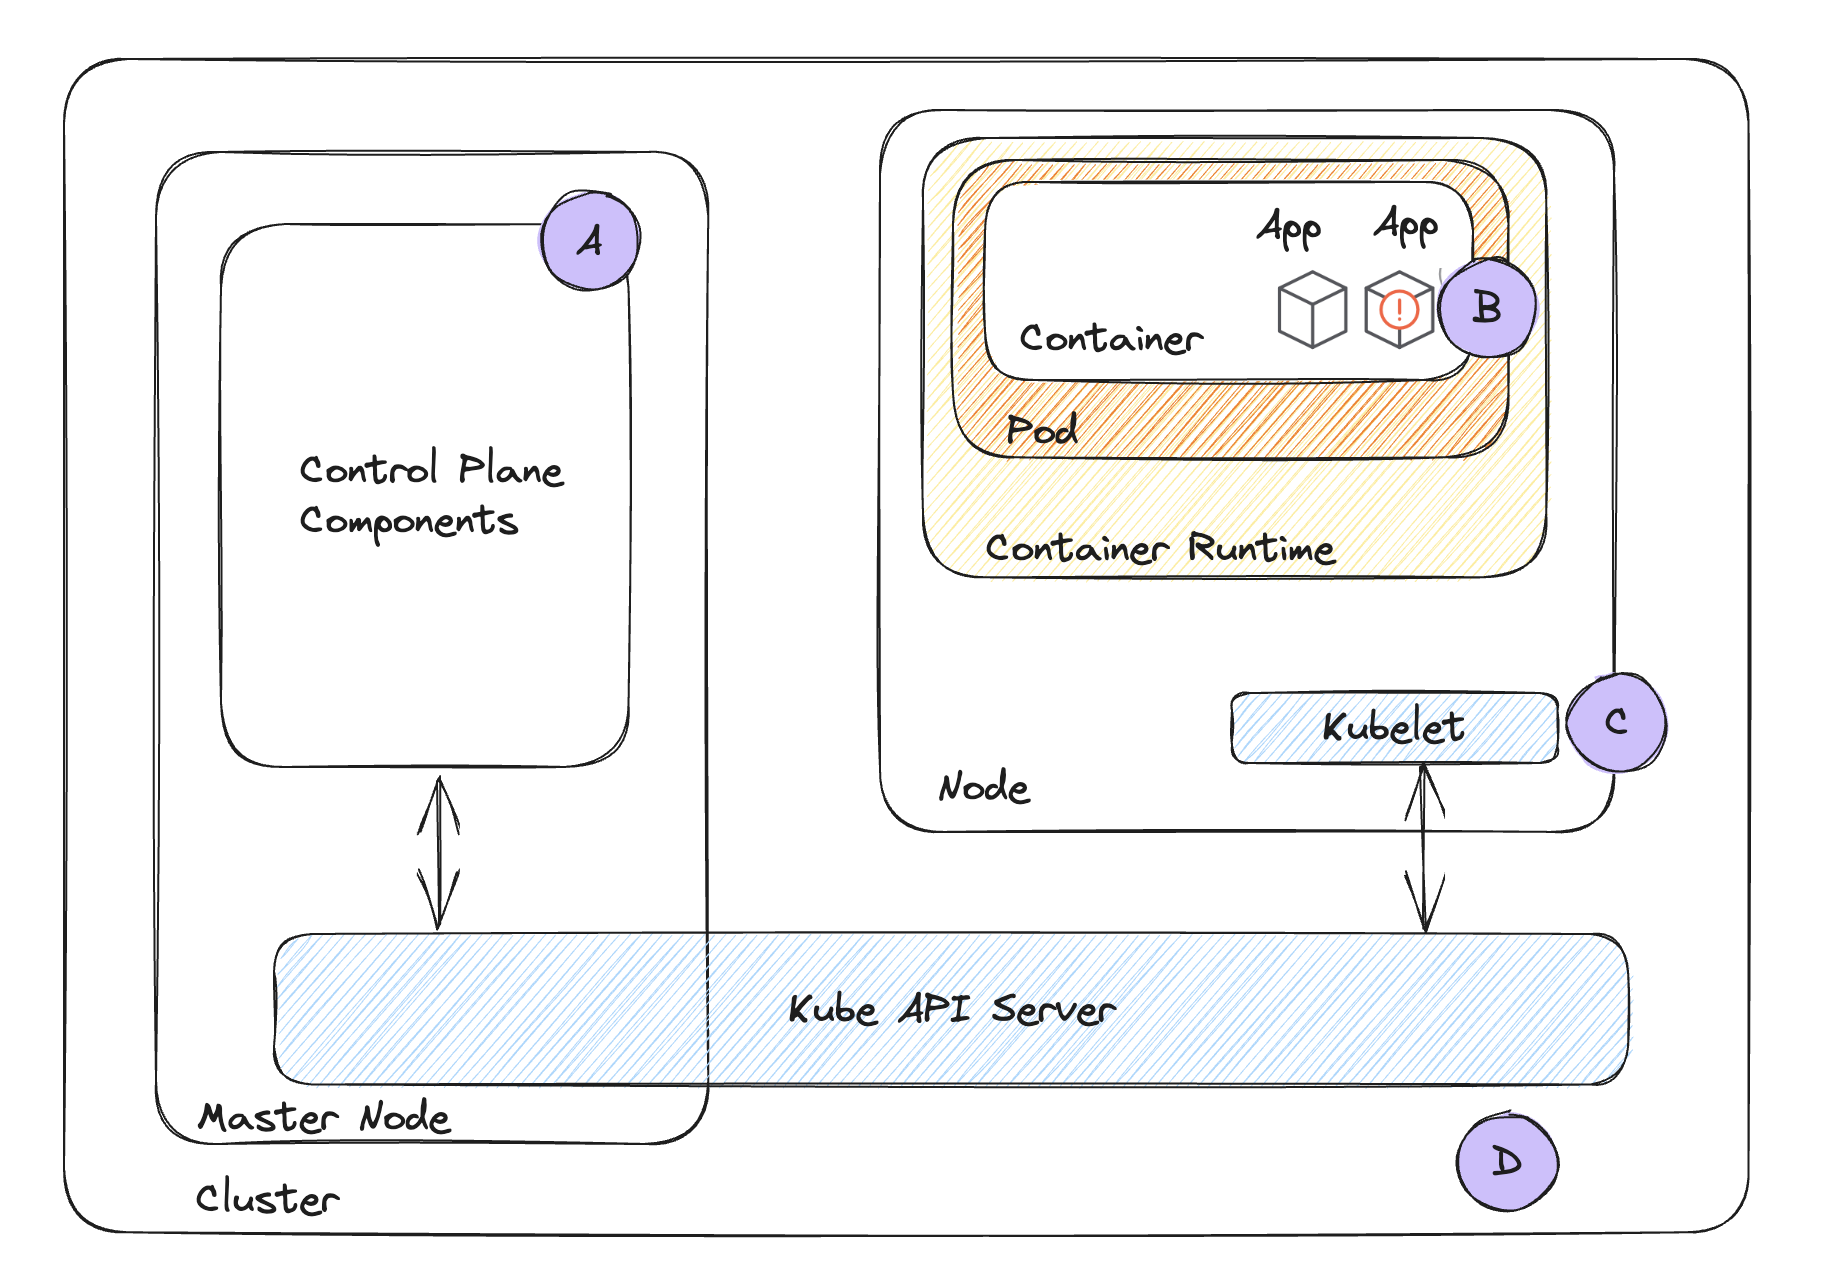 A
Control Plane
Components
App App
!
B
Container
Pod
Container Runtime
Kubelet
C
Node
Kube API Server
Master Node
D
Cluster